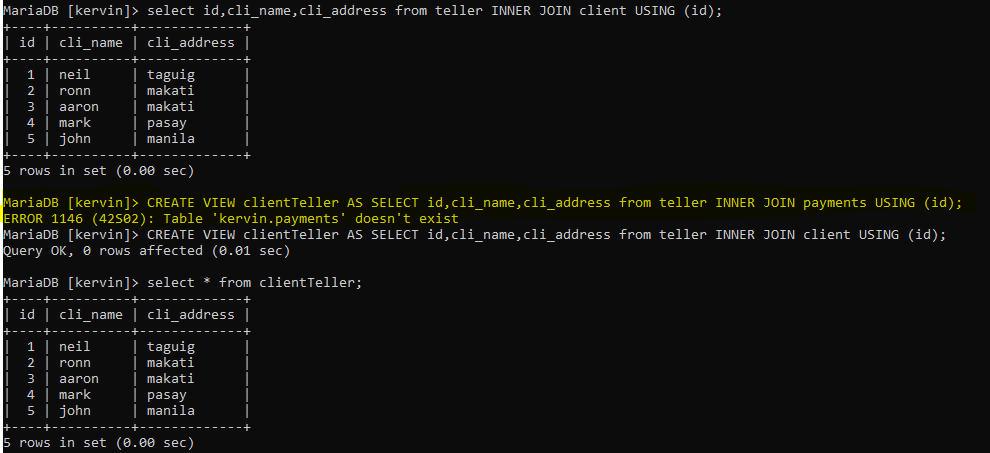 MariaDB [kervin]> select id,cli_name,cli_address from teller INNER JOIN client USING (id);
+----+----------+-------------+
| id | cli_name | cli_address |
+----+----------+-------------+
|  1 | neil     | taguig      |
|  2 | ronn     | makati      |
|  3 | aaron    | makati      |
|  4 | mark     | pasay       |
|  5 | john     | manila      |
+----+----------+-------------+
5 rows in set (0.00 sec)

MariaDB [kervin]> CREATE VIEW clientTeller AS SELECT id,cli_name,cli_address from teller INNER JOIN payments USING (id);
ERROR 1146 (42S02): Table 'kervin.payments' doesn't exist
MariaDB [kervin]> CREATE VIEW clientTeller AS SELECT id,cli_name,cli_address from teller INNER JOIN client USING (id);
Query OK, 0 rows affected (0.01 sec)

MariaDB [kervin]> select * from clientTeller;
+----+----------+-------------+
| id | cli_name | cli_address |
+----+----------+-------------+
|  1 | neil     | taguig      |
|  2 | ronn     | makati      |
|  3 | aaron    | makati      |
|  4 | mark     | pasay       |
|  5 | john     | manila      |
+----+----------+-------------+
5 rows in set (0.00 sec)